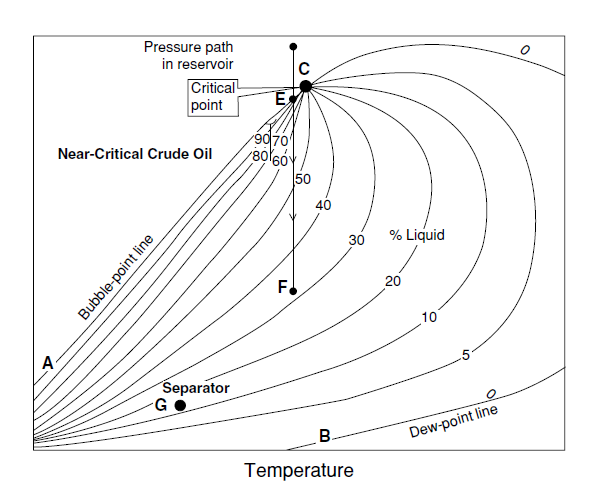 Pressure path
in reservoir
C
0
Critical
point
E
90
70
80
60
Near-Critical Crude Oil
50
40
30
% Liquid
Bubble-point line
20
F
10
5
A
Separator
G
0
Dew-point line
B
Temperature